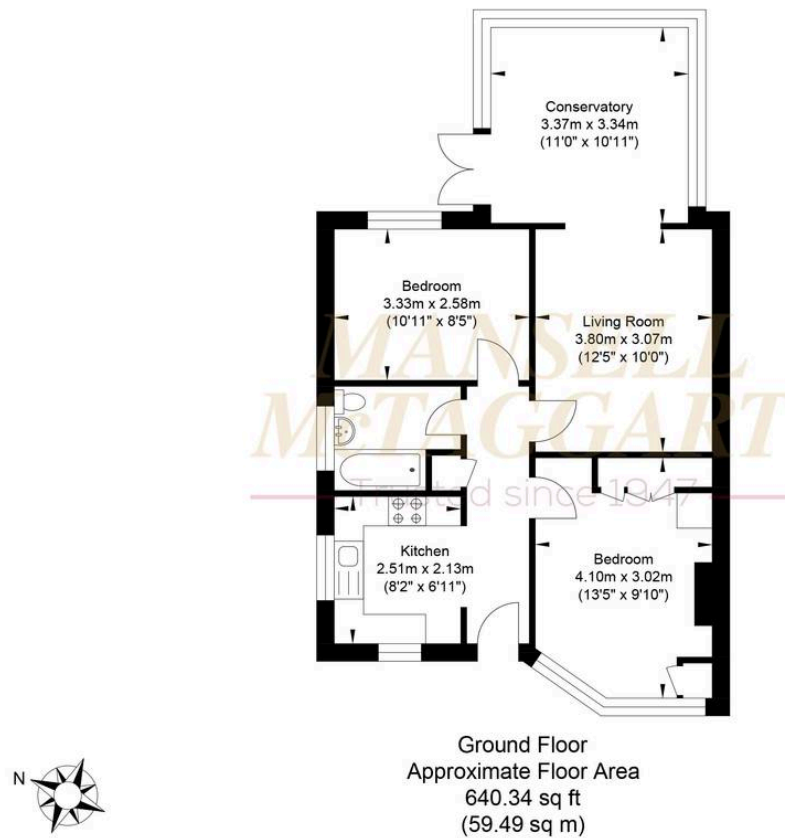 Conservatory
3.37m x 3.34m
(11'0" x 10'11")
Bedroom
3.33m x 2.58m
(10'11" x 8'5")
Living Room
3.80m x 3.07m
(12'5" x 10'0")
MANSELL
McTAGGART
Trusted since 1947
Kitchen
2.51m x 2.13m
(8'2" x 6'11")
Bedroom
4.10m x 3.02m
(13'5" x 9'10")
N
Ground Floor
Approximate Floor Area
640.34 sq ft
(59.49 sq m)